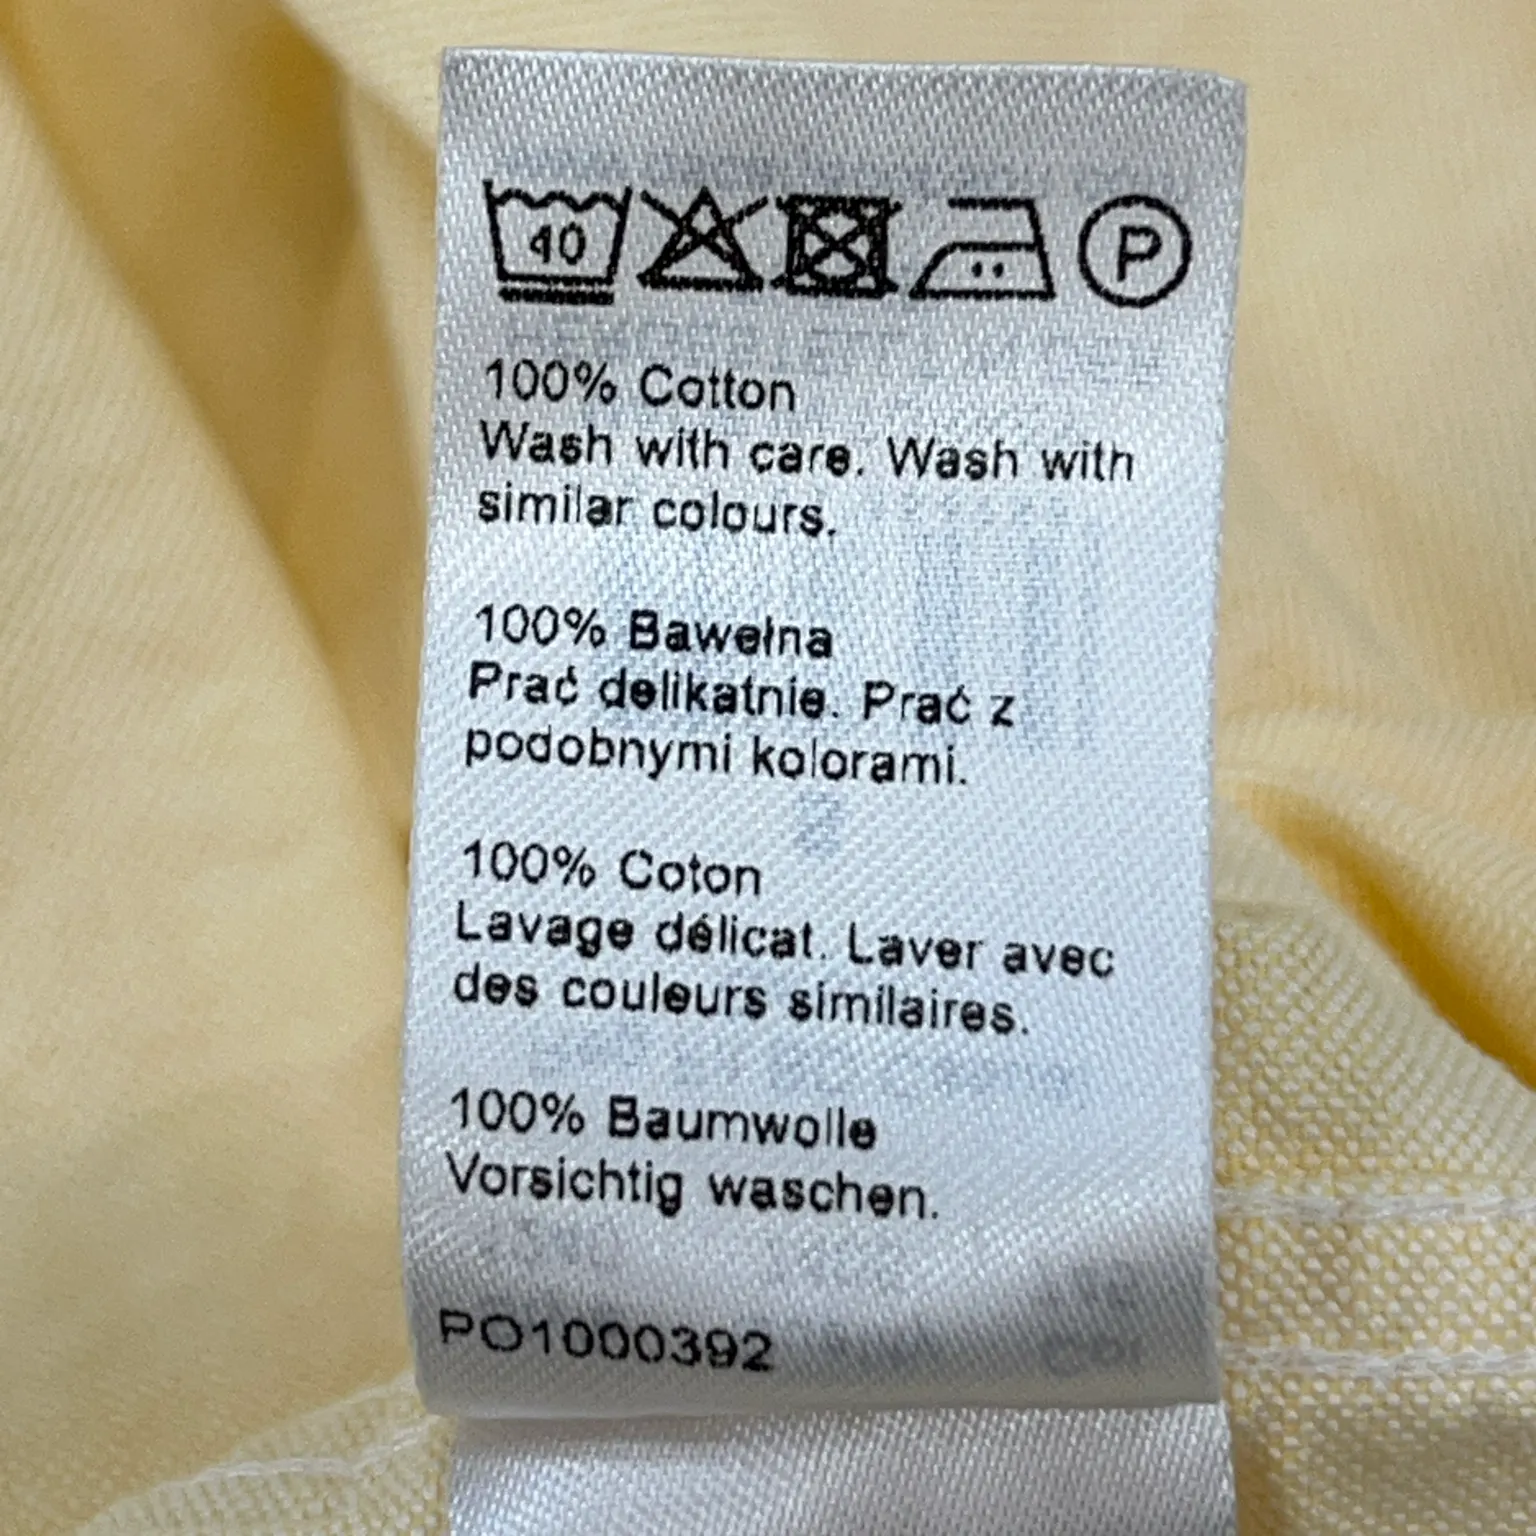 40
P
100% Cotton
Wash with care. Wash with
similar colours.
100% Bawełna
Prać delikatnie. Prać z
podobnymi kolorami.
100% Coton
Lavage délicat. Laver avec
des couleurs similaires.
100% Baumwolle
Vorsichtig waschen.
PO1000392